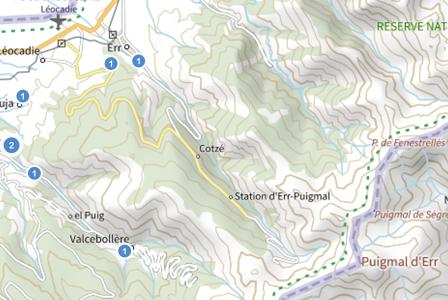 Léocadie
RESERVE NAT
Léocadie
Err
1
1
uja
1
P. de Fenestrelles
2
Cotzé
1
Station d'Err-Puigmal
el Puig
Puigmal de Sègre
Valcebollère
1
Puigmal d'Err